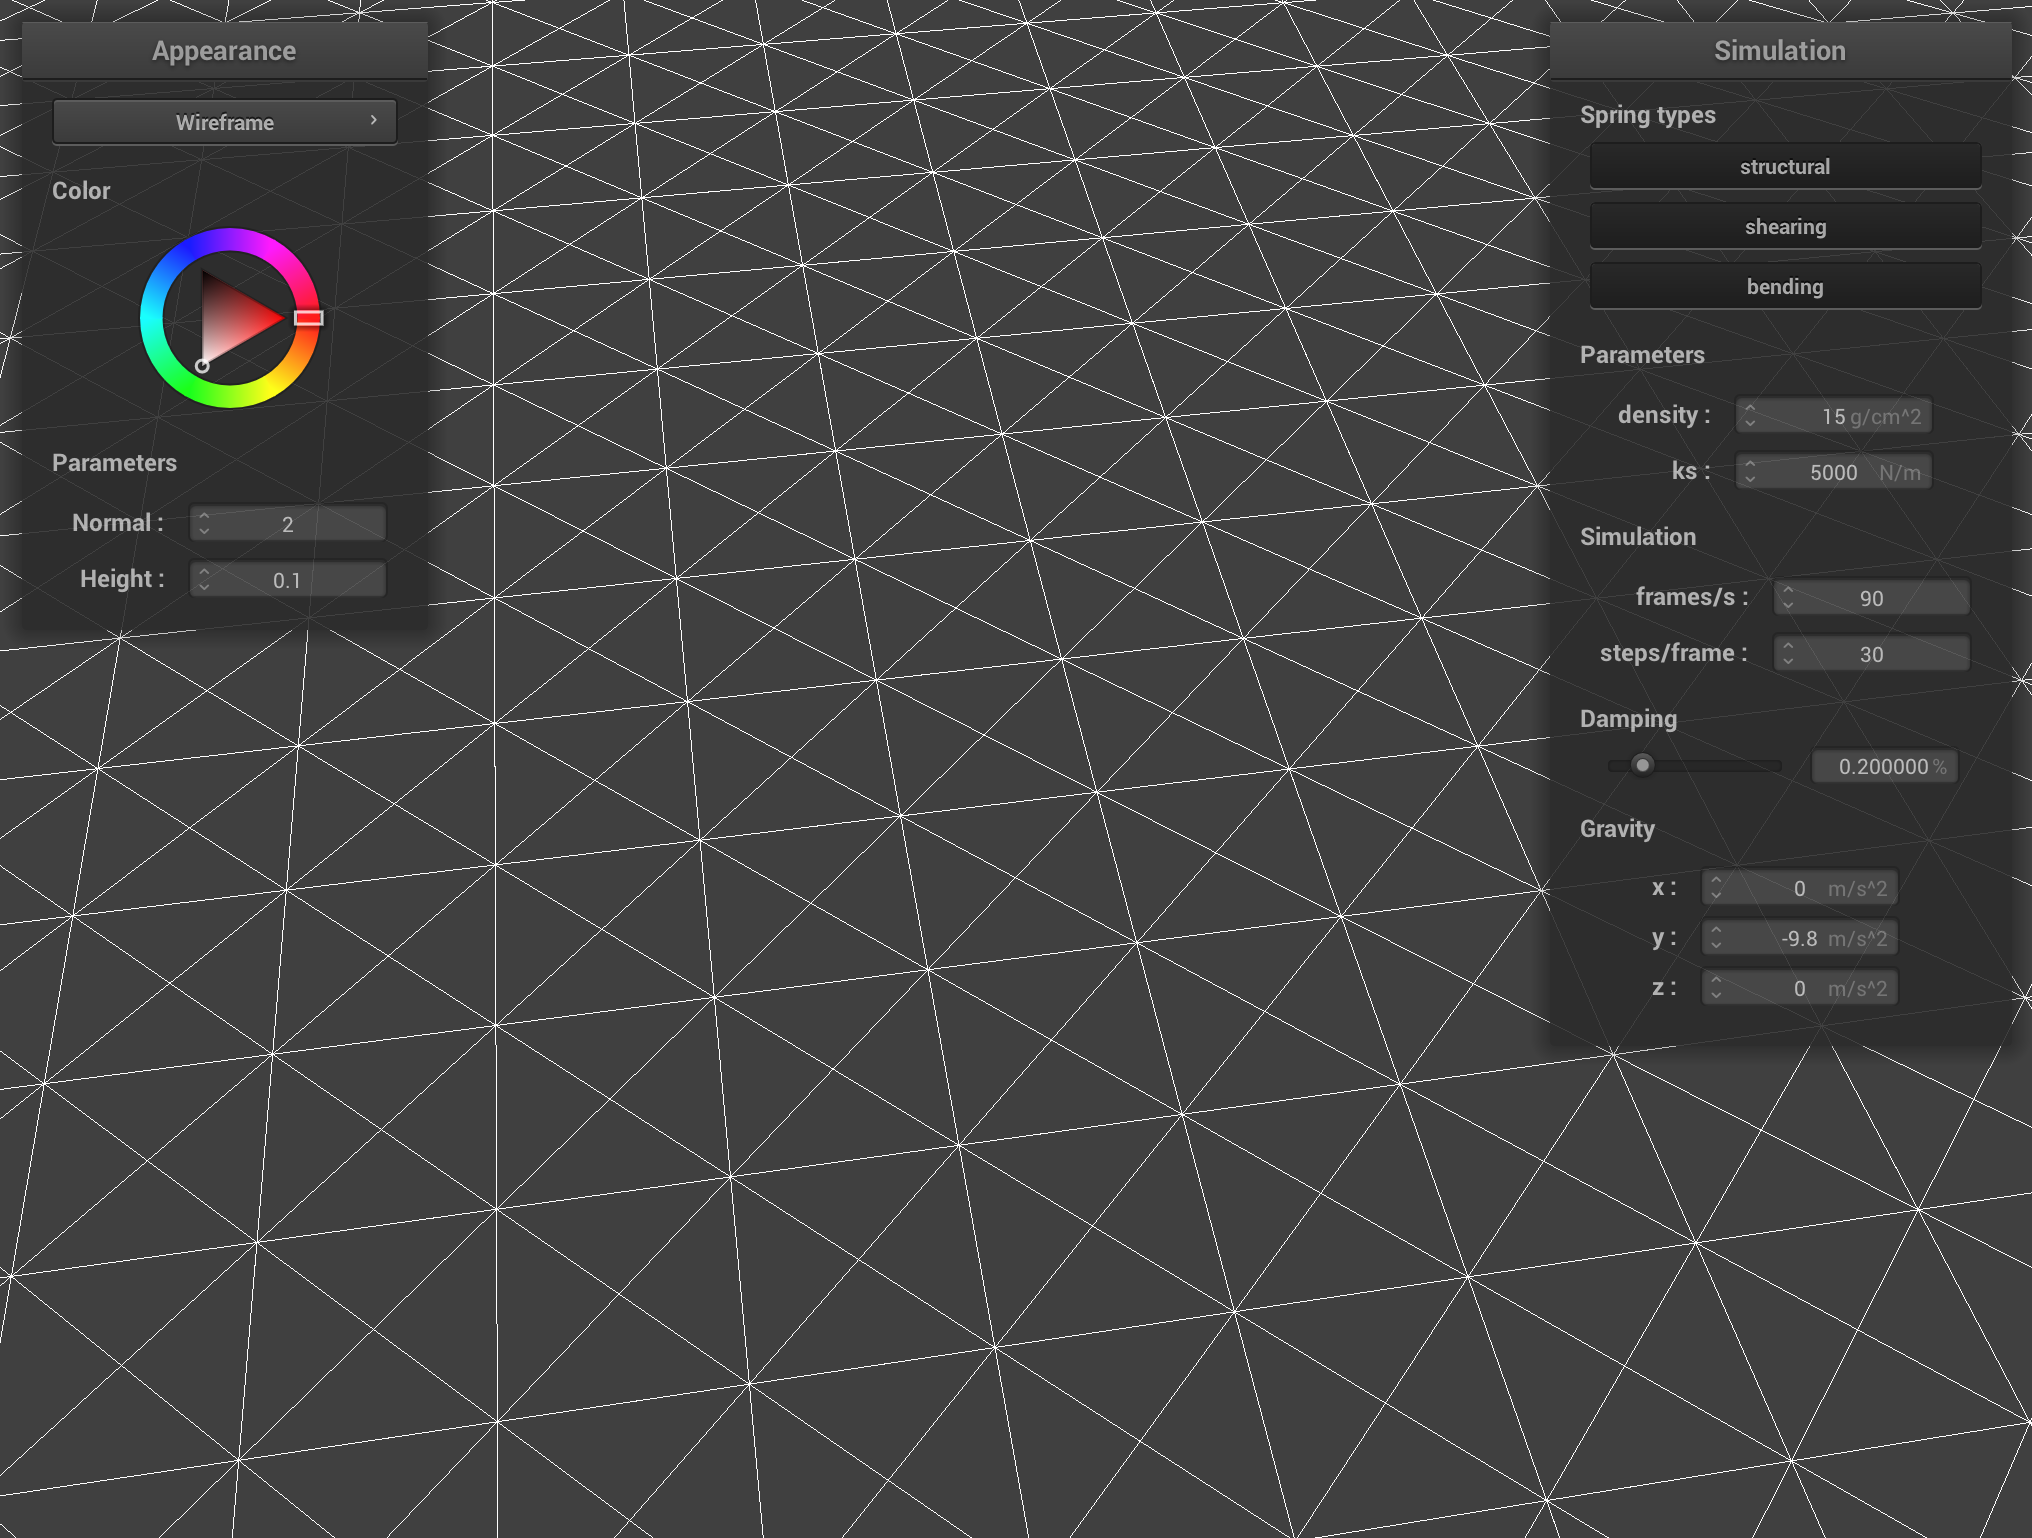 Appearance
Wireframe
Color
Parameters
Normal : 2
Height : 0.1
Simulation
Spring types
structural
shearing
bending
Parameters
density : 15 g/cm^2
ks : 5000 N/m
Simulation
frames/s : 90
steps/frame : 30
Damping
0.200000 %
Gravity
x : 0 m/s^2
y : -9.8 m/s^2
z : 0 m/s^2